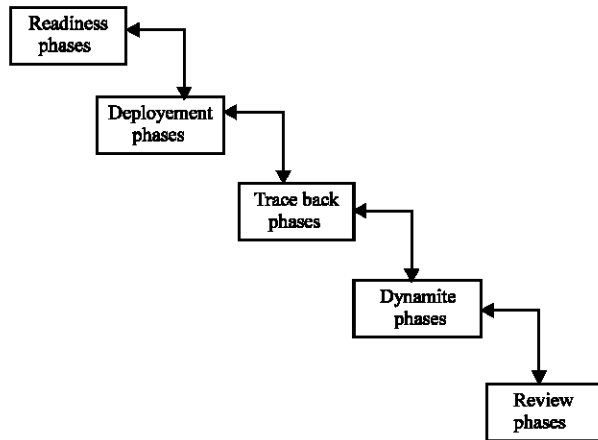 Readiness
phases
Deployement
phases
Trace back
phases
Dynamite
phases
Review
phases